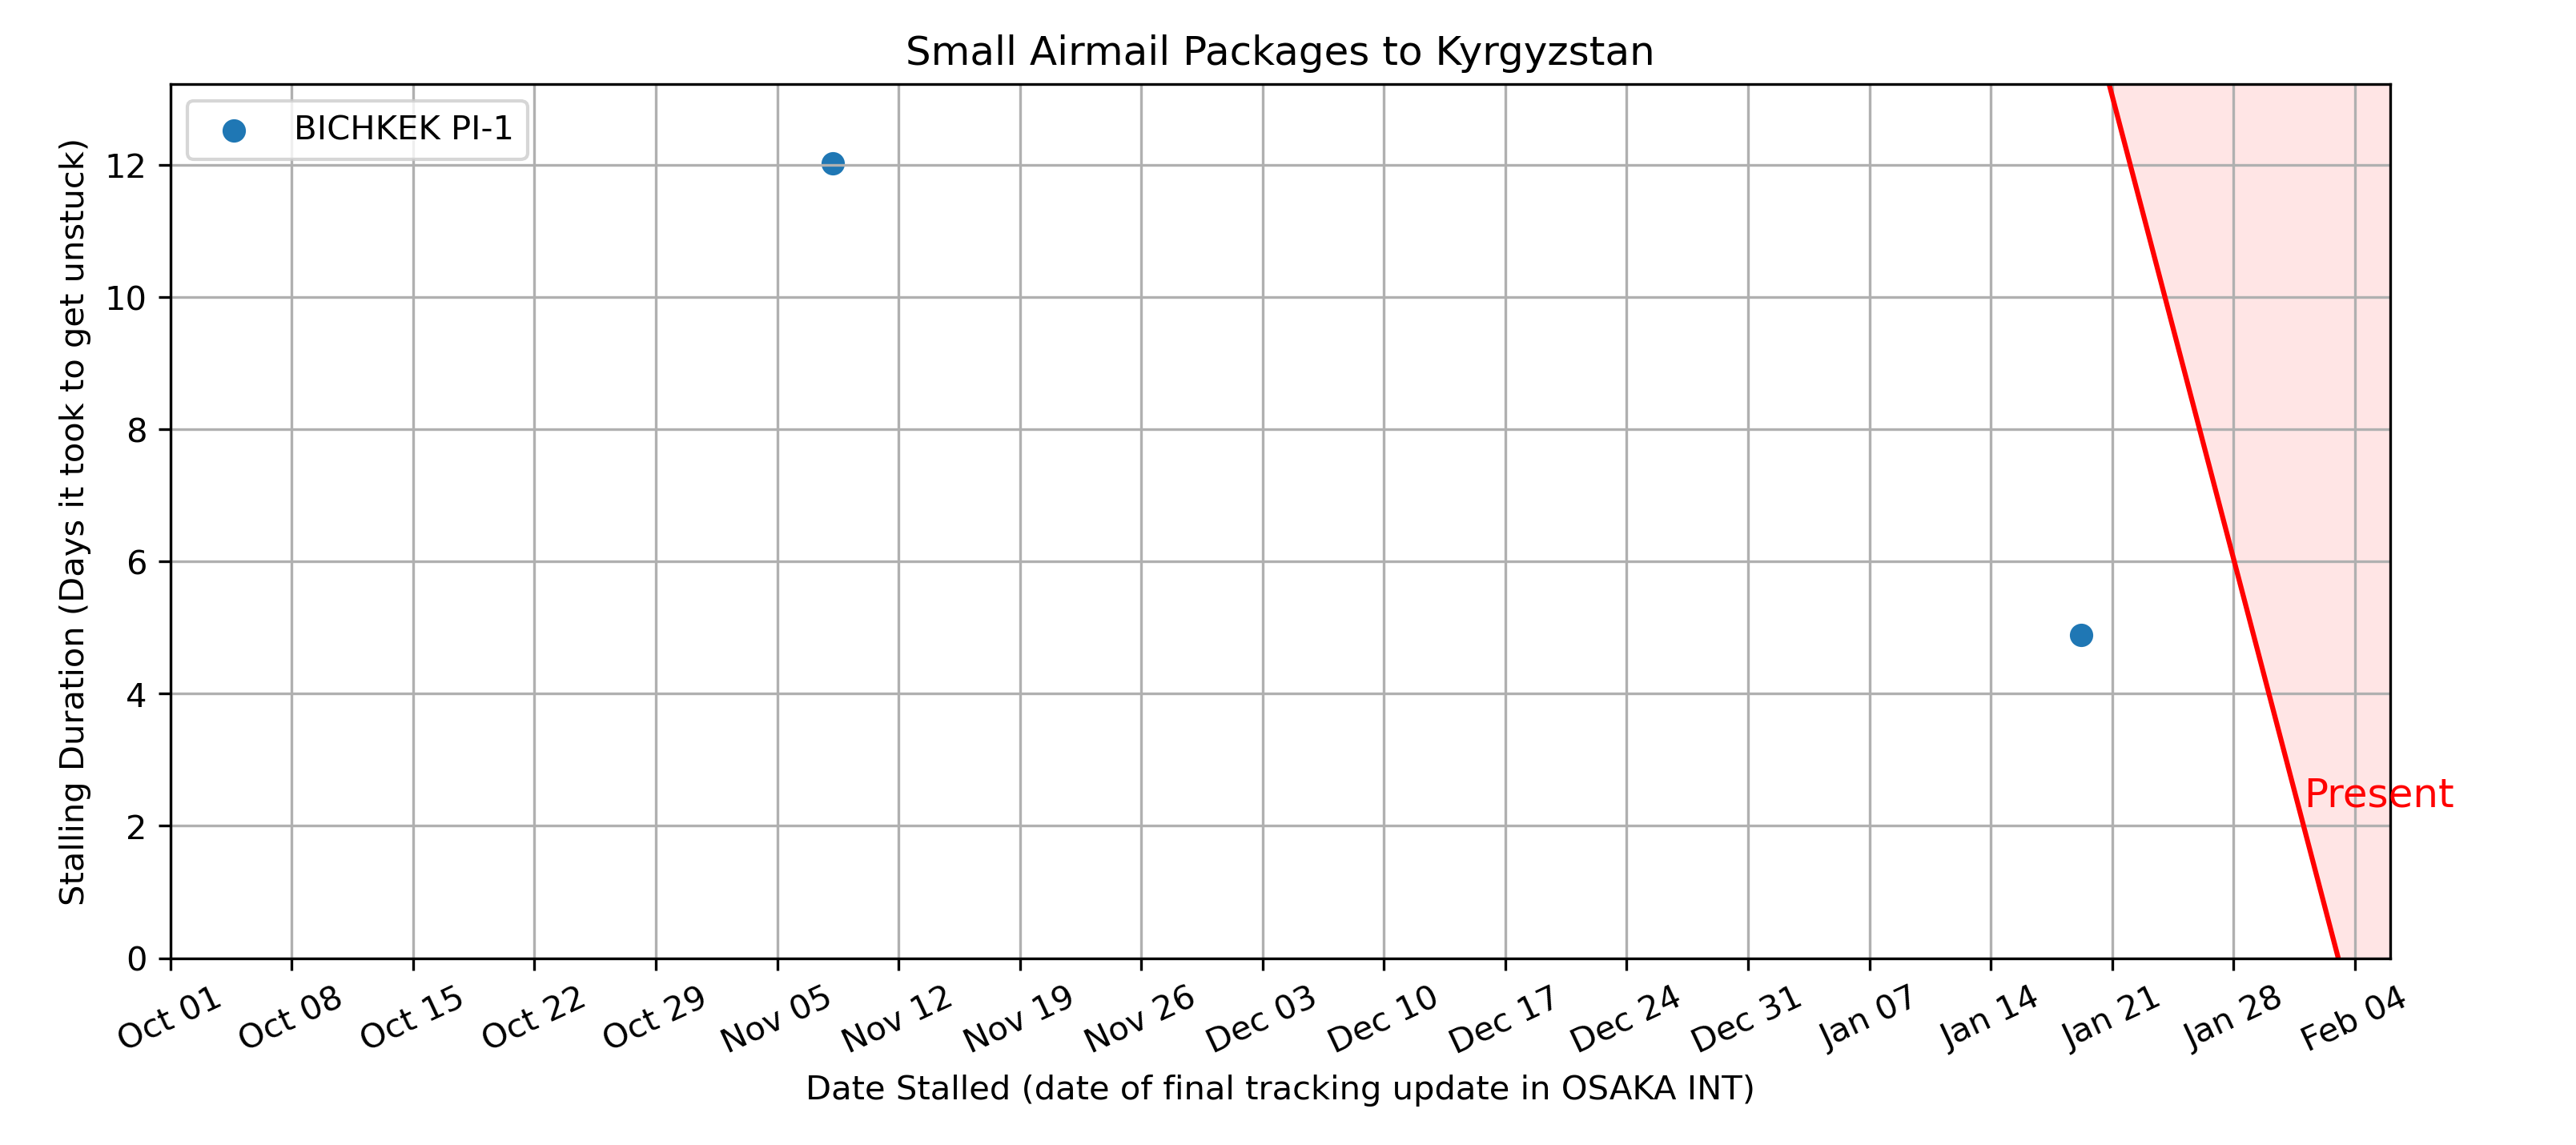 Small Airmail Packages to Kyrgyzstan
BICHKEK PI-1
Stalling Duration (Days it took to get unstuck)
12
10
8
6
4
2
0
Present
Oct 01
Oct 08
Oct 15
Oct 22
Oct 29
Nov 05
Nov 12
Nov 19
Nov 26
Dec 03
Dec 10
Dec 17
Dec 24
Dec 31
Jan 07
Jan 14
Jan 21
Jan 28
Feb 04
Date Stalled (date of final tracking update in OSAKA INT)